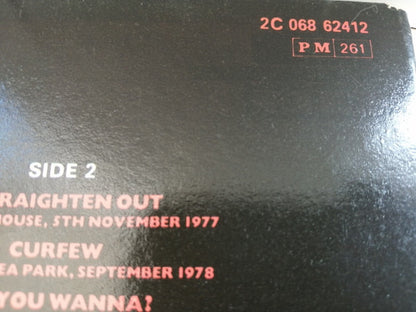 2C 068 62412
PM 261
SIDE 2
RAIGHTEN OUT
HOUSE, 5TH NOVEMBER 1977
CURFEW
EA PARK, SEPTEMBER 1978
YOU WANNA?